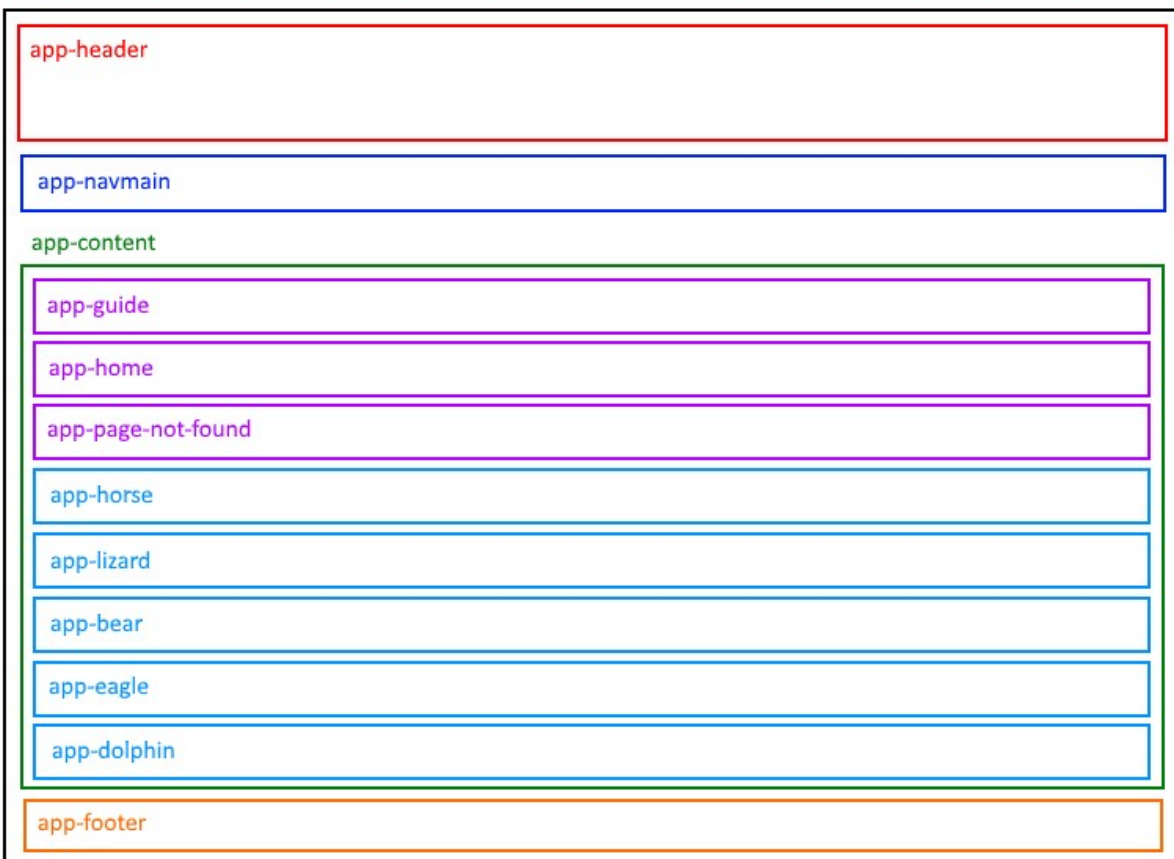 app-header
app-navmain
app-content
app-guide
app-home
app-page-not-found
app-horse
app-lizard
app-bear
app-eagle
app-dolphin
app-footer